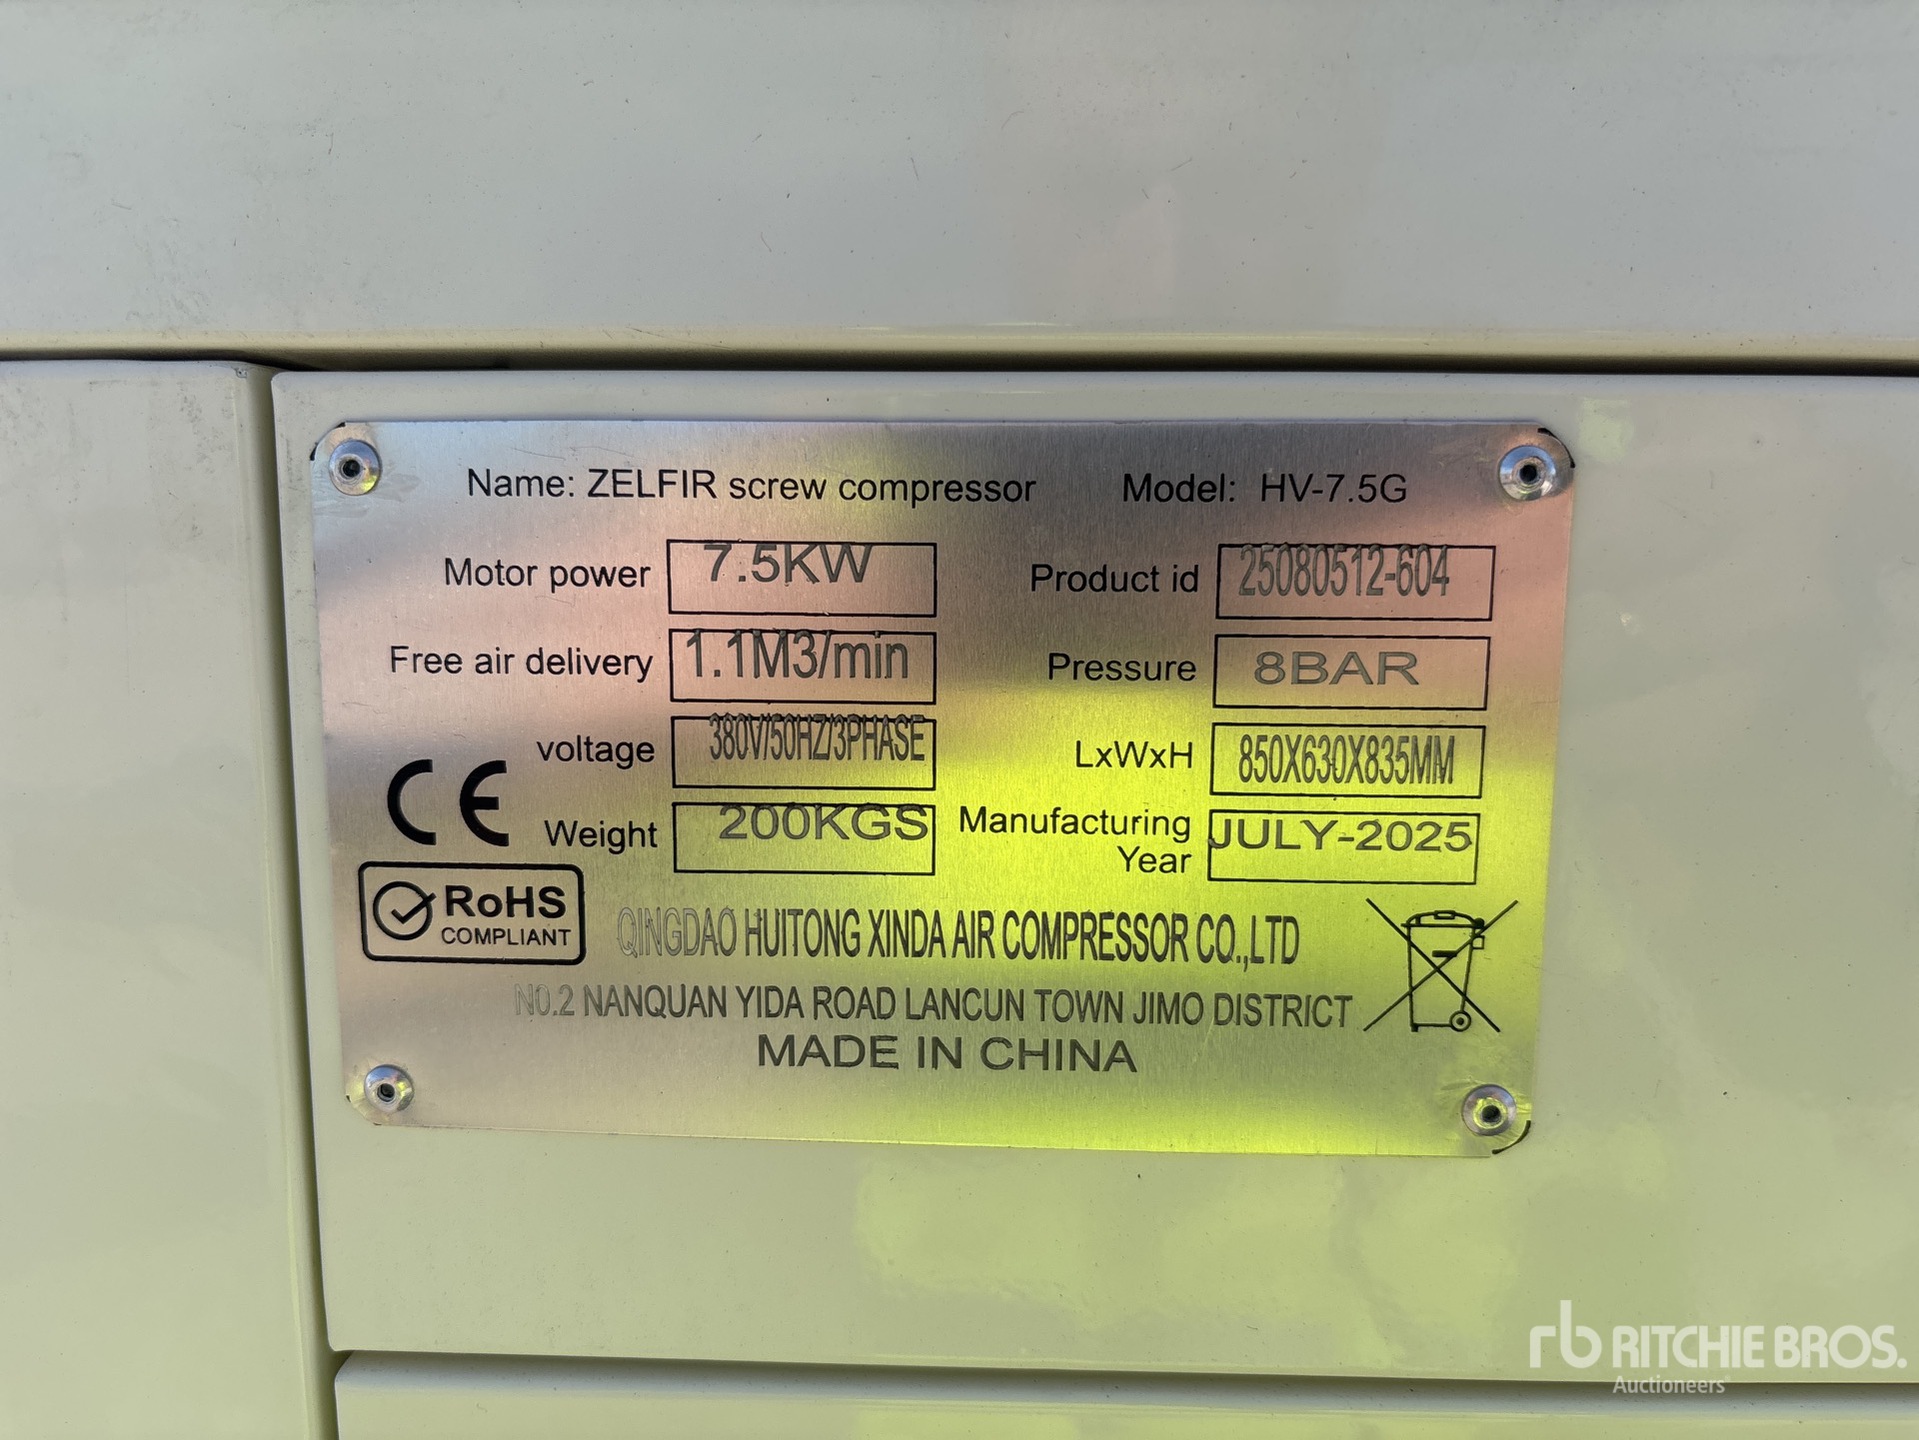 Name: ZELFIR screw compressor Model: HV-7.5G
Motor power 7.5KW Product id 25080512-604
Free air delivery 1.1M3/min Pressure 8BAR
voltage 380V/50HZ/3PHASE LxWxH 850X630X835MM
CE Weight 200KGS Manufacturing Year JULY-2025
RoHS
COMPLIANT
QINGDAO HUITONG XINDA AIR COMPRESSOR CO.,LTD
NO.2 NANQUAN YIDA ROAD LANCUN TOWN JIMO DISTRICT
MADE IN CHINA
rb RITCHIE BROS.
Auctioneers